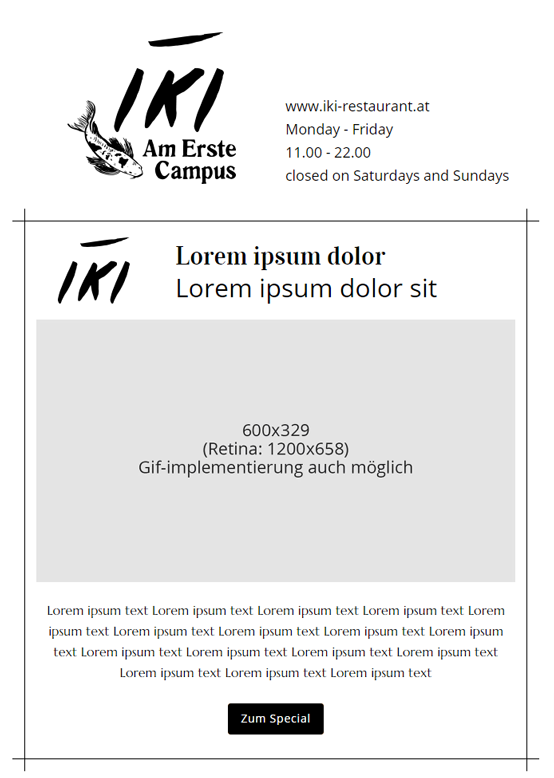 IKI
Am Erste
Campus
www.iki-restaurant.at
Monday - Friday
11.00 - 22.00
closed on Saturdays and Sundays
IKI
Lorem ipsum dolor
Lorem ipsum dolor sit
600x329
(Retina: 1200x658)
Gif-implementierung auch möglich
Lorem ipsum text Lorem ipsum text Lorem ipsum text Lorem ipsum text Lorem
ipsum text Lorem ipsum text Lorem ipsum text Lorem ipsum text Lorem ipsum
text Lorem ipsum text Lorem ipsum text Lorem ipsum text Lorem ipsum text
Lorem ipsum text Lorem ipsum text Lorem ipsum text
Zum Special